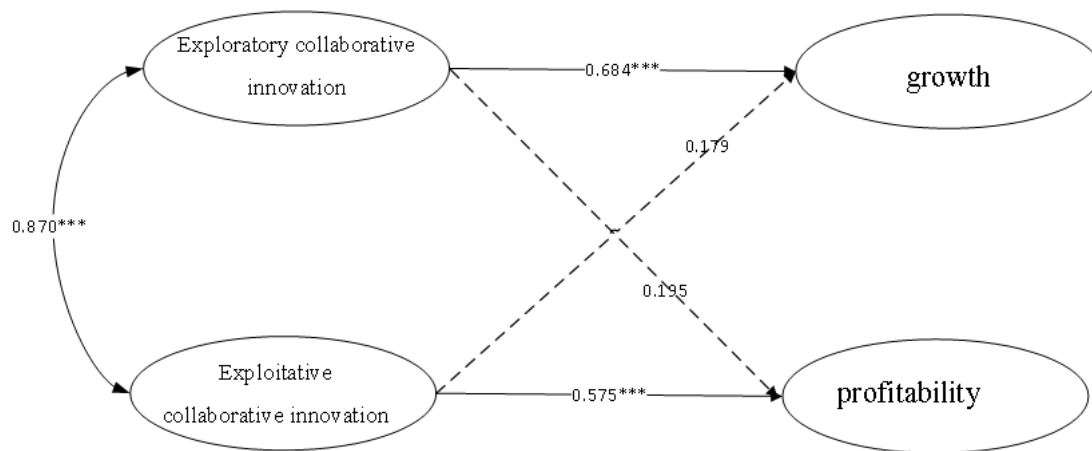 Exploratory collaborative
innovation
0.684***
growth
0.179
0.870***
0.195
Exploitative
collaborative innovation
0.575***
profitability